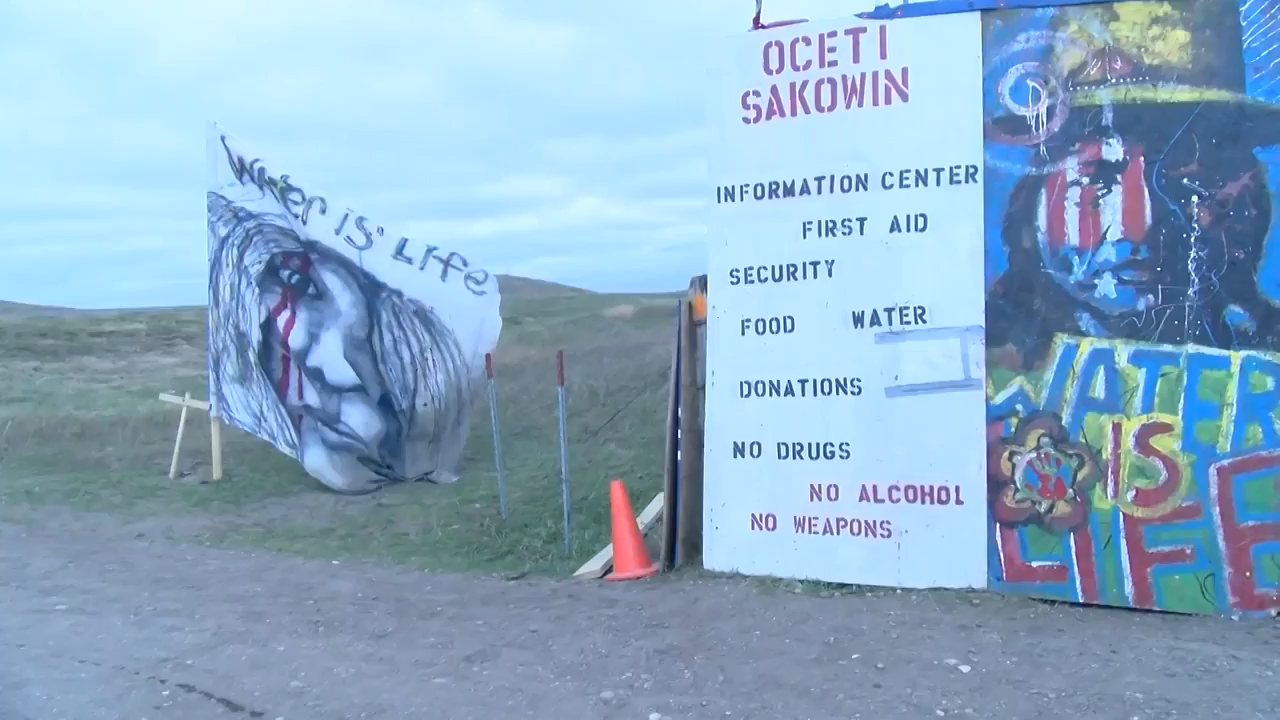 Water is Life
OCETI
SAKOWIN
INFORMATION CENTER
FIRST AID
SECURITY
FOOD WATER
DONATIONS
NO DRUGS
NO ALCOHOL
NO WEAPONS
WATER
IS
LIFE